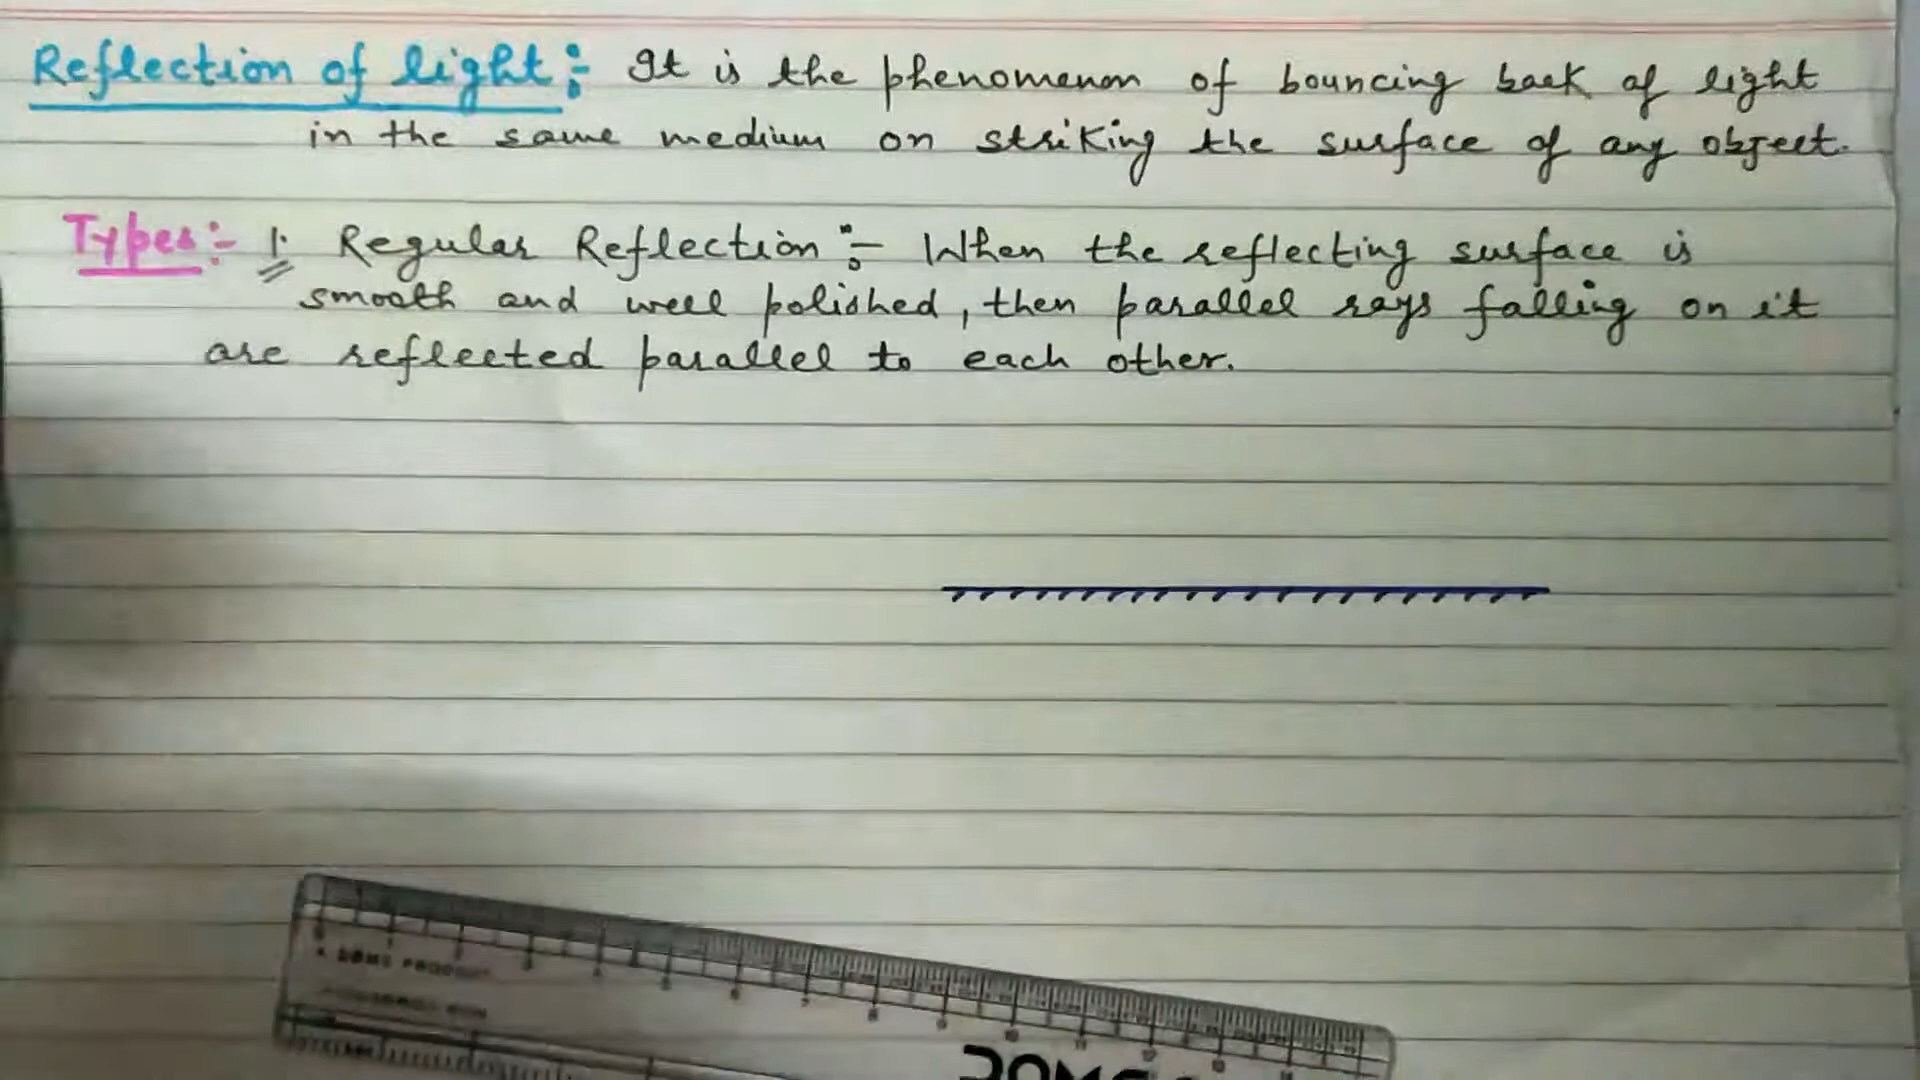 Reflection of light :- It is the phenomenon of bouncing back of light
in the same medium on striking the surface of any object.
Types :- 1. Regular Reflection :- When the reflecting surface is
smooth and well polished, then parallel rays falling on it
are reflected parallel to each other.